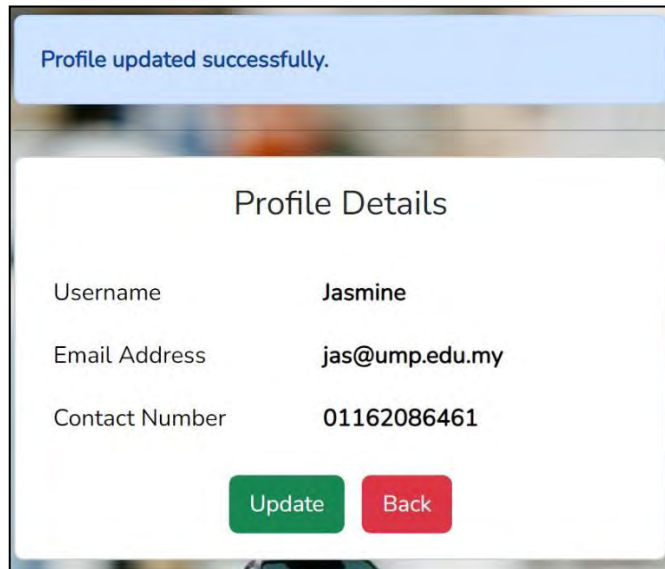 Profile updated successfully.
Profile Details
Username Jasmine
Email Address jas@ump.edu.my
Contact Number 01162086461
Update Back